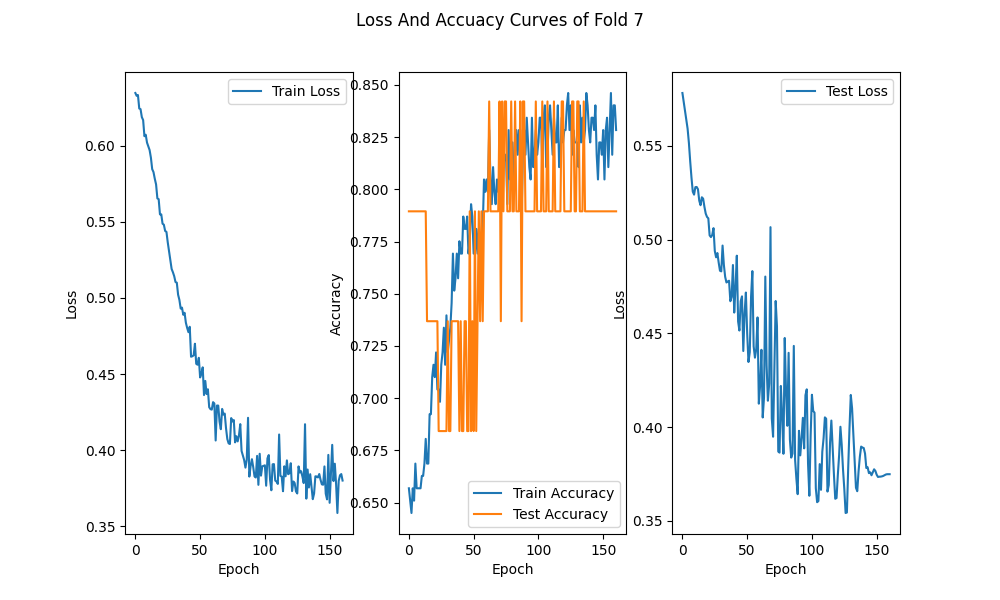 Loss And Accuacy Curves of Fold 7
Train Loss
0.60
0.55
0.50
0.45
0.40
0.35
Loss
0
50
100
150
Epoch
0.850
0.825
0.800
0.775
0.750
0.725
0.700
0.675
0.650
Accuracy
Train Accuracy
Test Accuracy
0
50
100
150
Epoch
Test Loss
0.55
0.50
0.45
0.40
0.35
Loss
0
50
100
150
Epoch